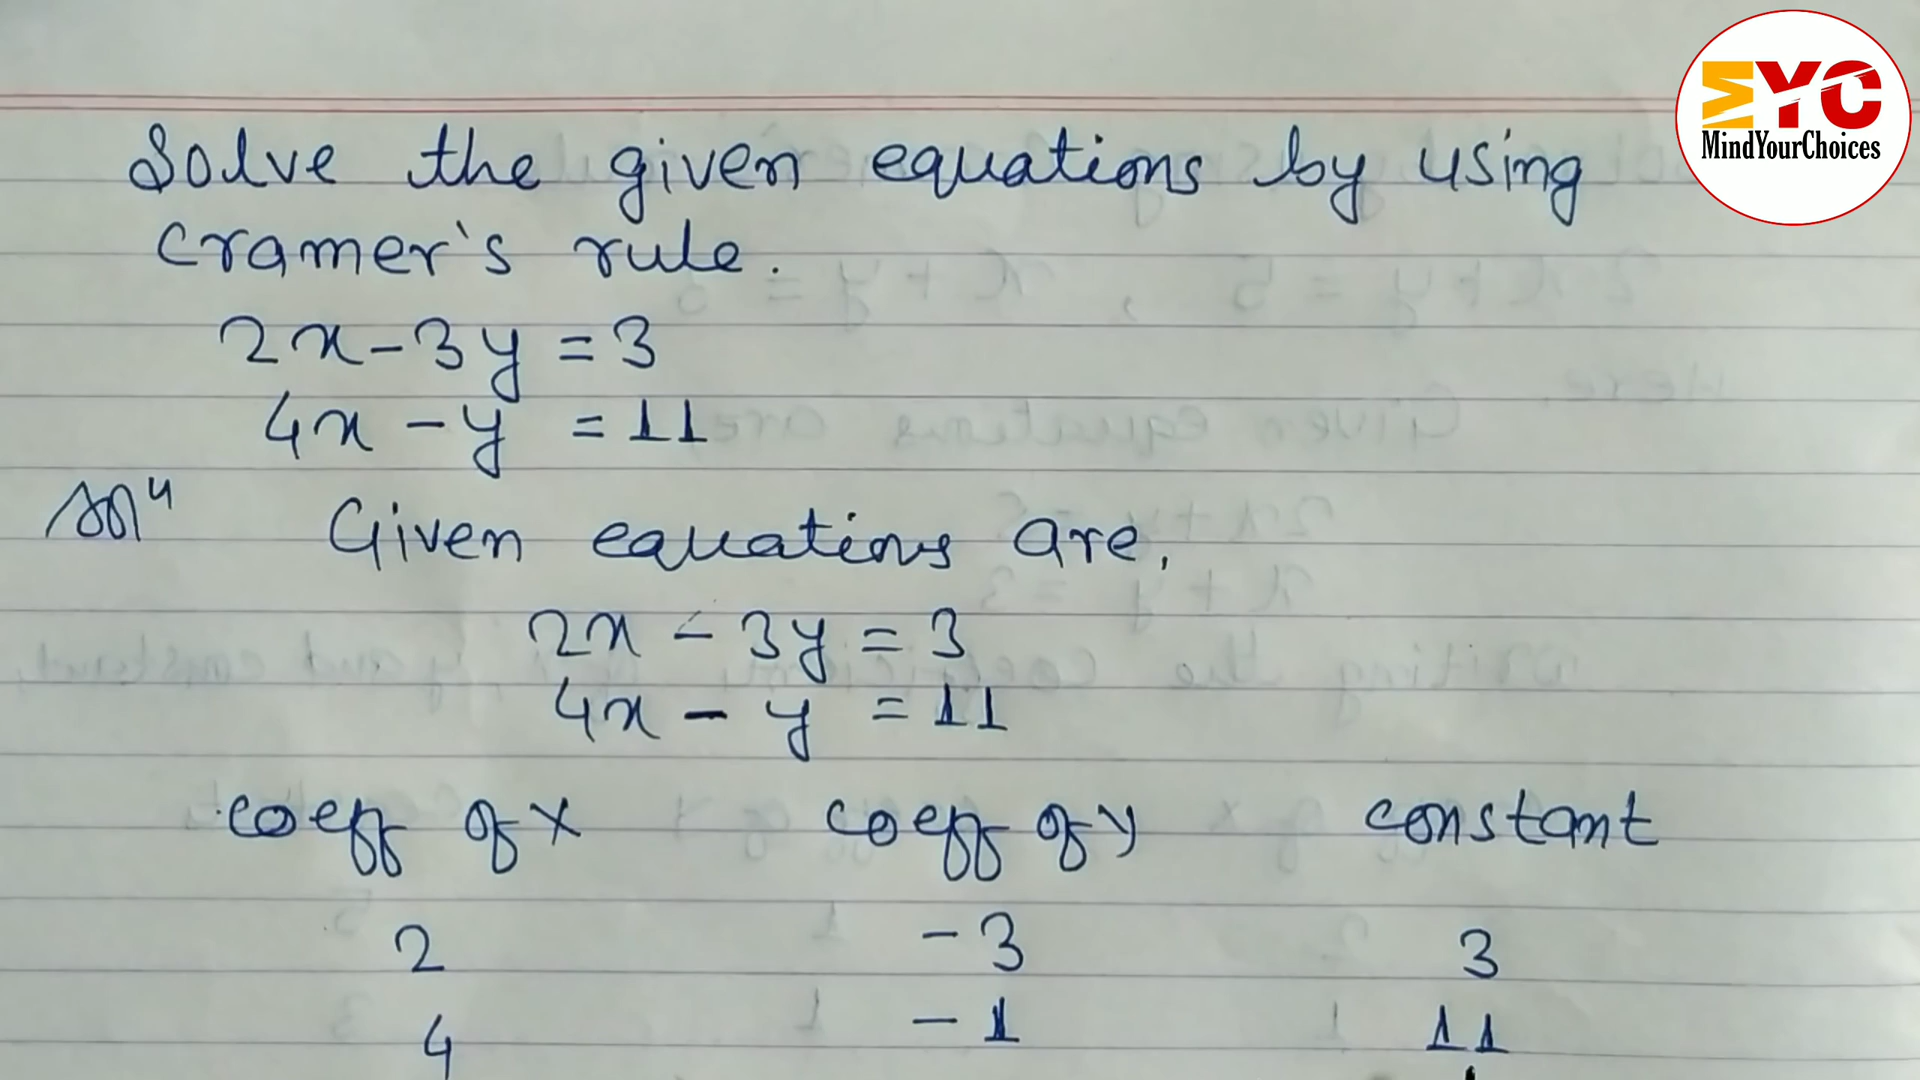 MYC
MindYourChoices
Solve the given equations by using
Cramer's rule.
2x - 3y = 3
4x - y = 11
Solⁿ Given equations are,
2x - 3y = 3
4x - y = 11
coeff of x coeff of y constant
2 -3 3
4 -1 11